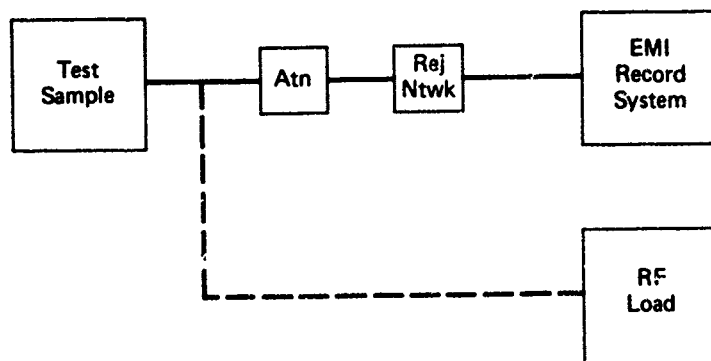 Test
Sample
Atn
Rej
Ntwk
EMI
Record
System
RF
Load